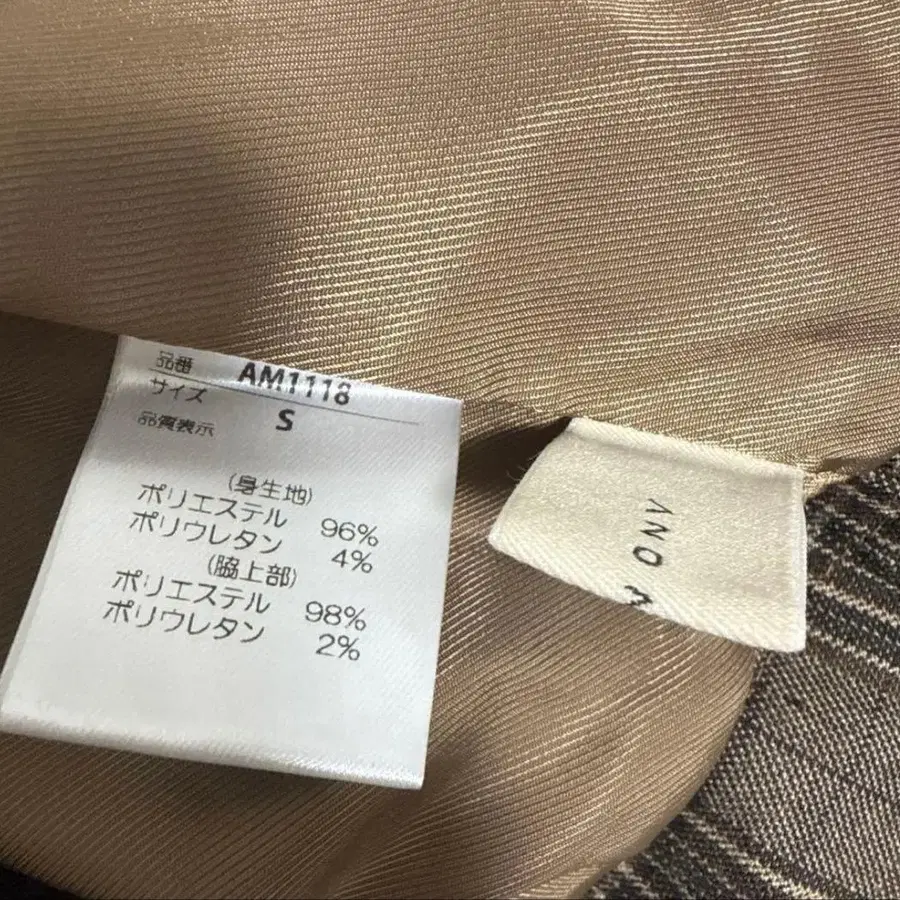 品番 AM1118
サイズ S
品質表示
(身生地)
ポリエステル 96%
ポリウレタン 4%
(脇上部)
ポリエステル 98%
ポリウレタン 2%